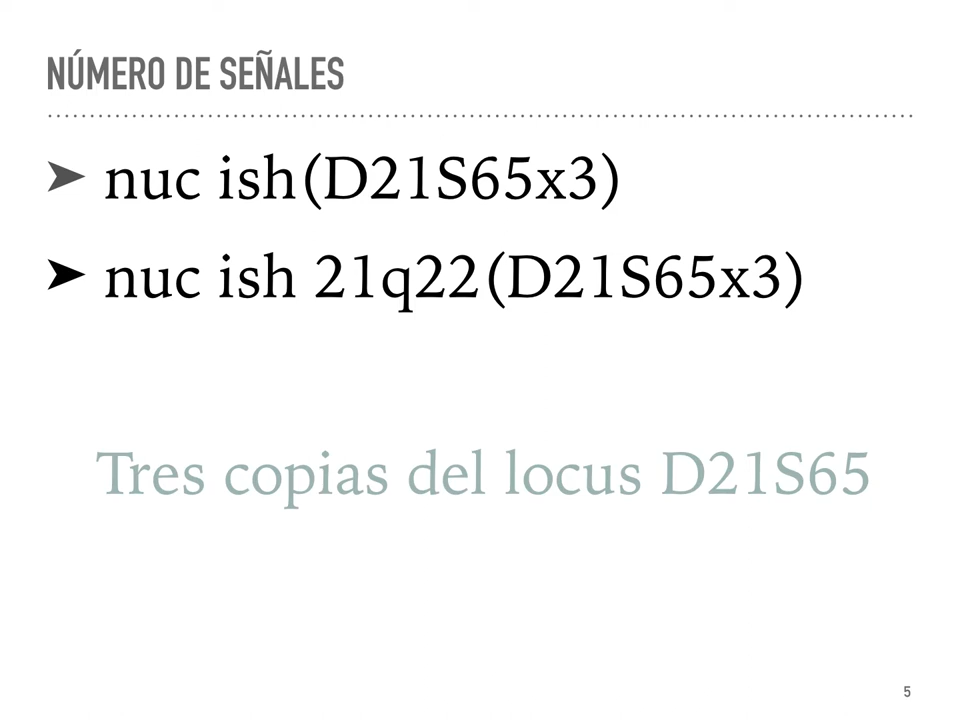 NÚMERO DE SEÑALES
➤ nuc ish(D21S65x3)
➤ nuc ish 21q22(D21S65x3)
Tres copias del locus D21S65
5